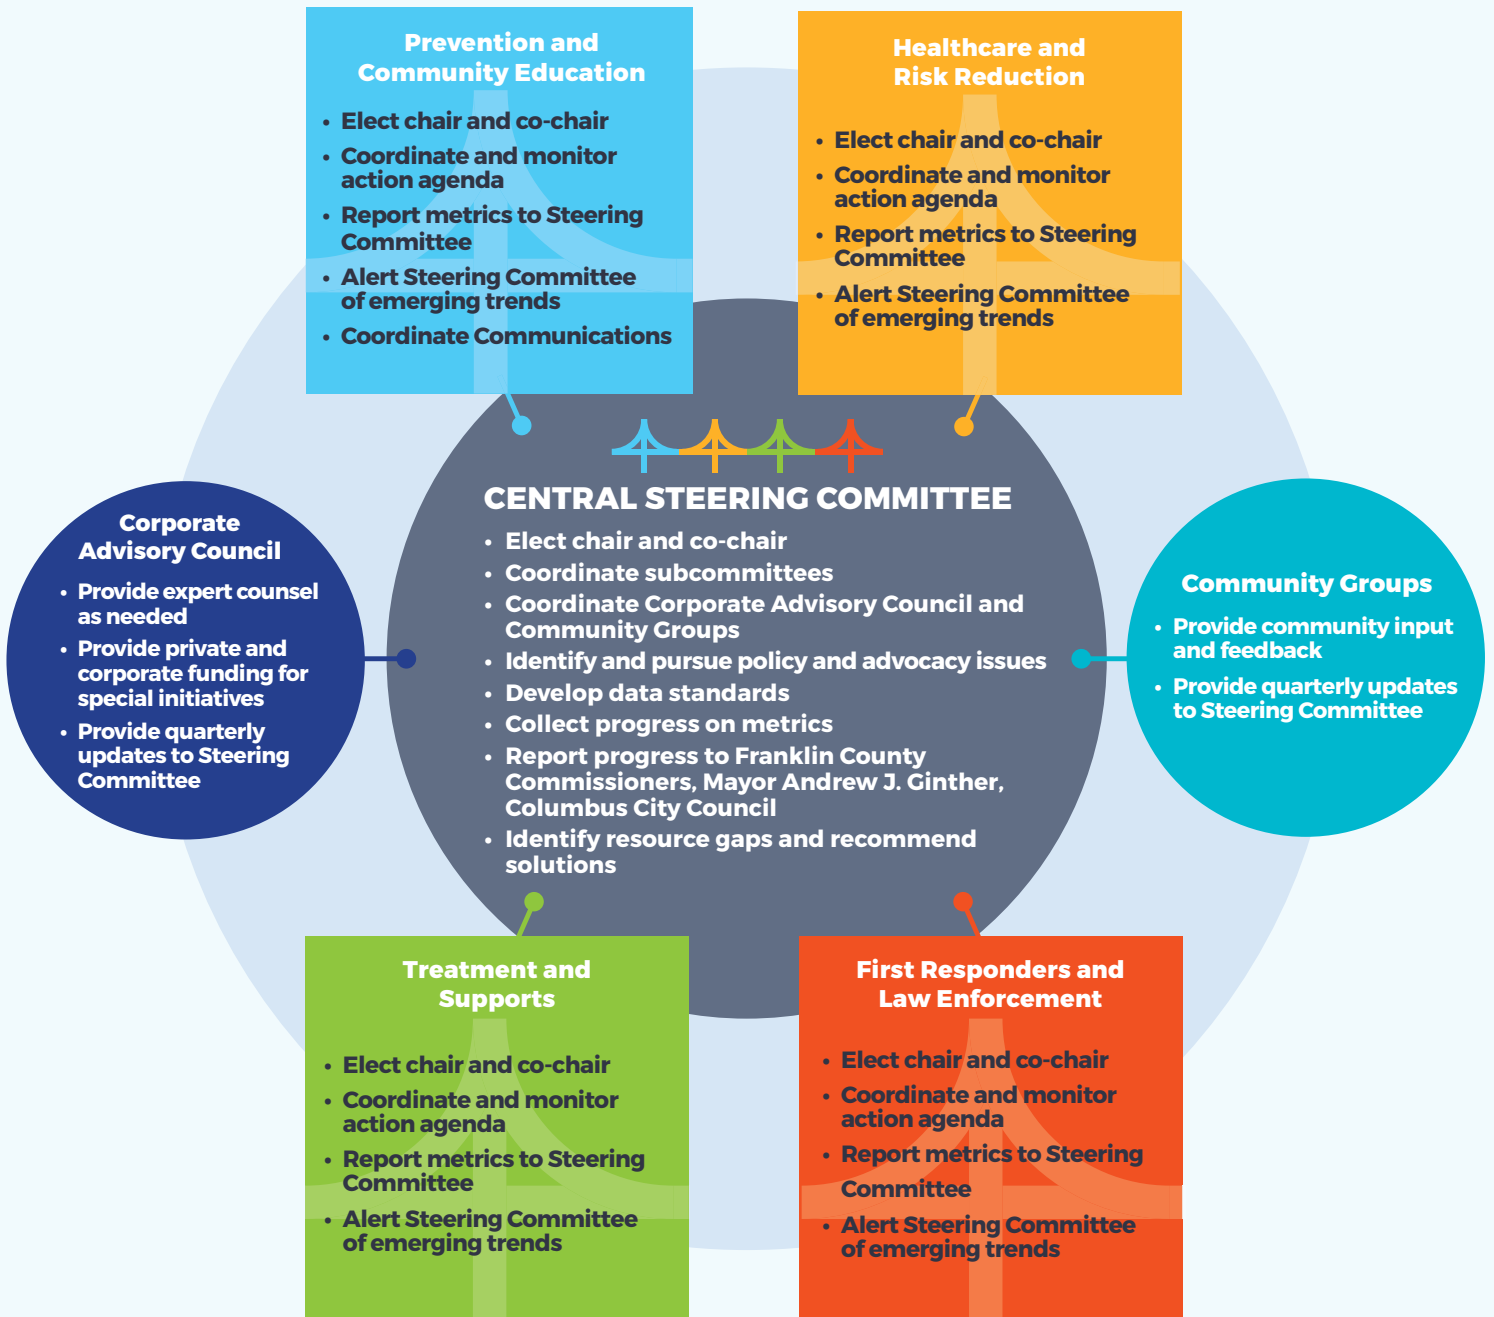 Prevention and
Community Education
• Elect chair and co-chair
• Coordinate and monitor
action agenda
• Report metrics to Steering
Committee
• Alert Steering Committee
of emerging trends
• Coordinate Communications
Healthcare and
Risk Reduction
• Elect chair and co-chair
• Coordinate and monitor
action agenda
• Report metrics to Steering
Committee
• Alert Steering Committee
of emerging trends
Corporate
Advisory Council
• Provide expert counsel
as needed
• Provide private and
corporate funding for
special initiatives
• Provide quarterly
updates to Steering
Committee
CENTRAL STEERING COMMITTEE
• Elect chair and co-chair
• Coordinate subcommittees
• Coordinate Corporate Advisory Council and
Community Groups
• Identify and pursue policy and advocacy issues
• Develop data standards
• Collect progress on metrics
• Report progress to Franklin County
Commissioners, Mayor Andrew J. Ginther,
Columbus City Council
• Identify resource gaps and recommend
solutions
Community Groups
• Provide community input
and feedback
• Provide quarterly updates
to Steering Committee
Treatment and
Supports
• Elect chair and co-chair
• Coordinate and monitor
action agenda
• Report metrics to Steering
Committee
• Alert Steering Committee
of emerging trends
First Responders and
Law Enforcement
• Elect chair and co-chair
• Coordinate and monitor
action agenda
• Report metrics to Steering
Committee
• Alert Steering Committee
of emerging trends